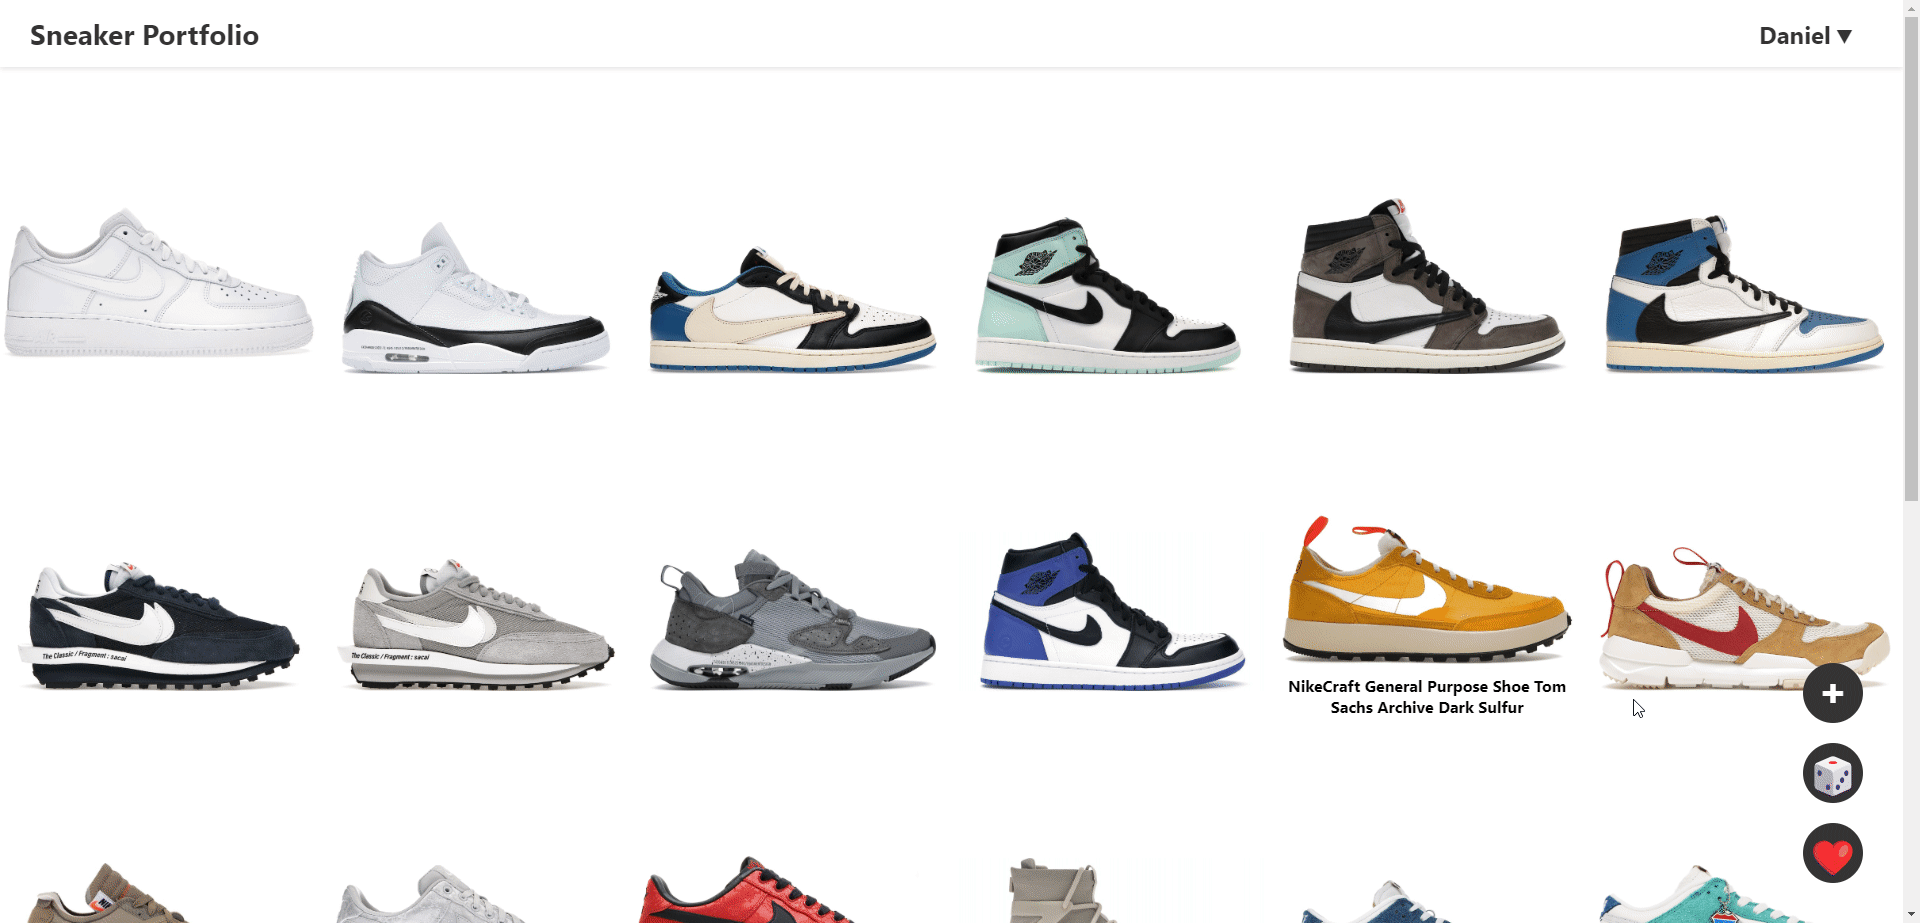 Sneaker Portfolio
Daniel ▼
The Classic / Fragment : sacai
The Classic / Fragment : sacai
NikeCraft General Purpose Shoe Tom
Sachs Archive Dark Sulfur